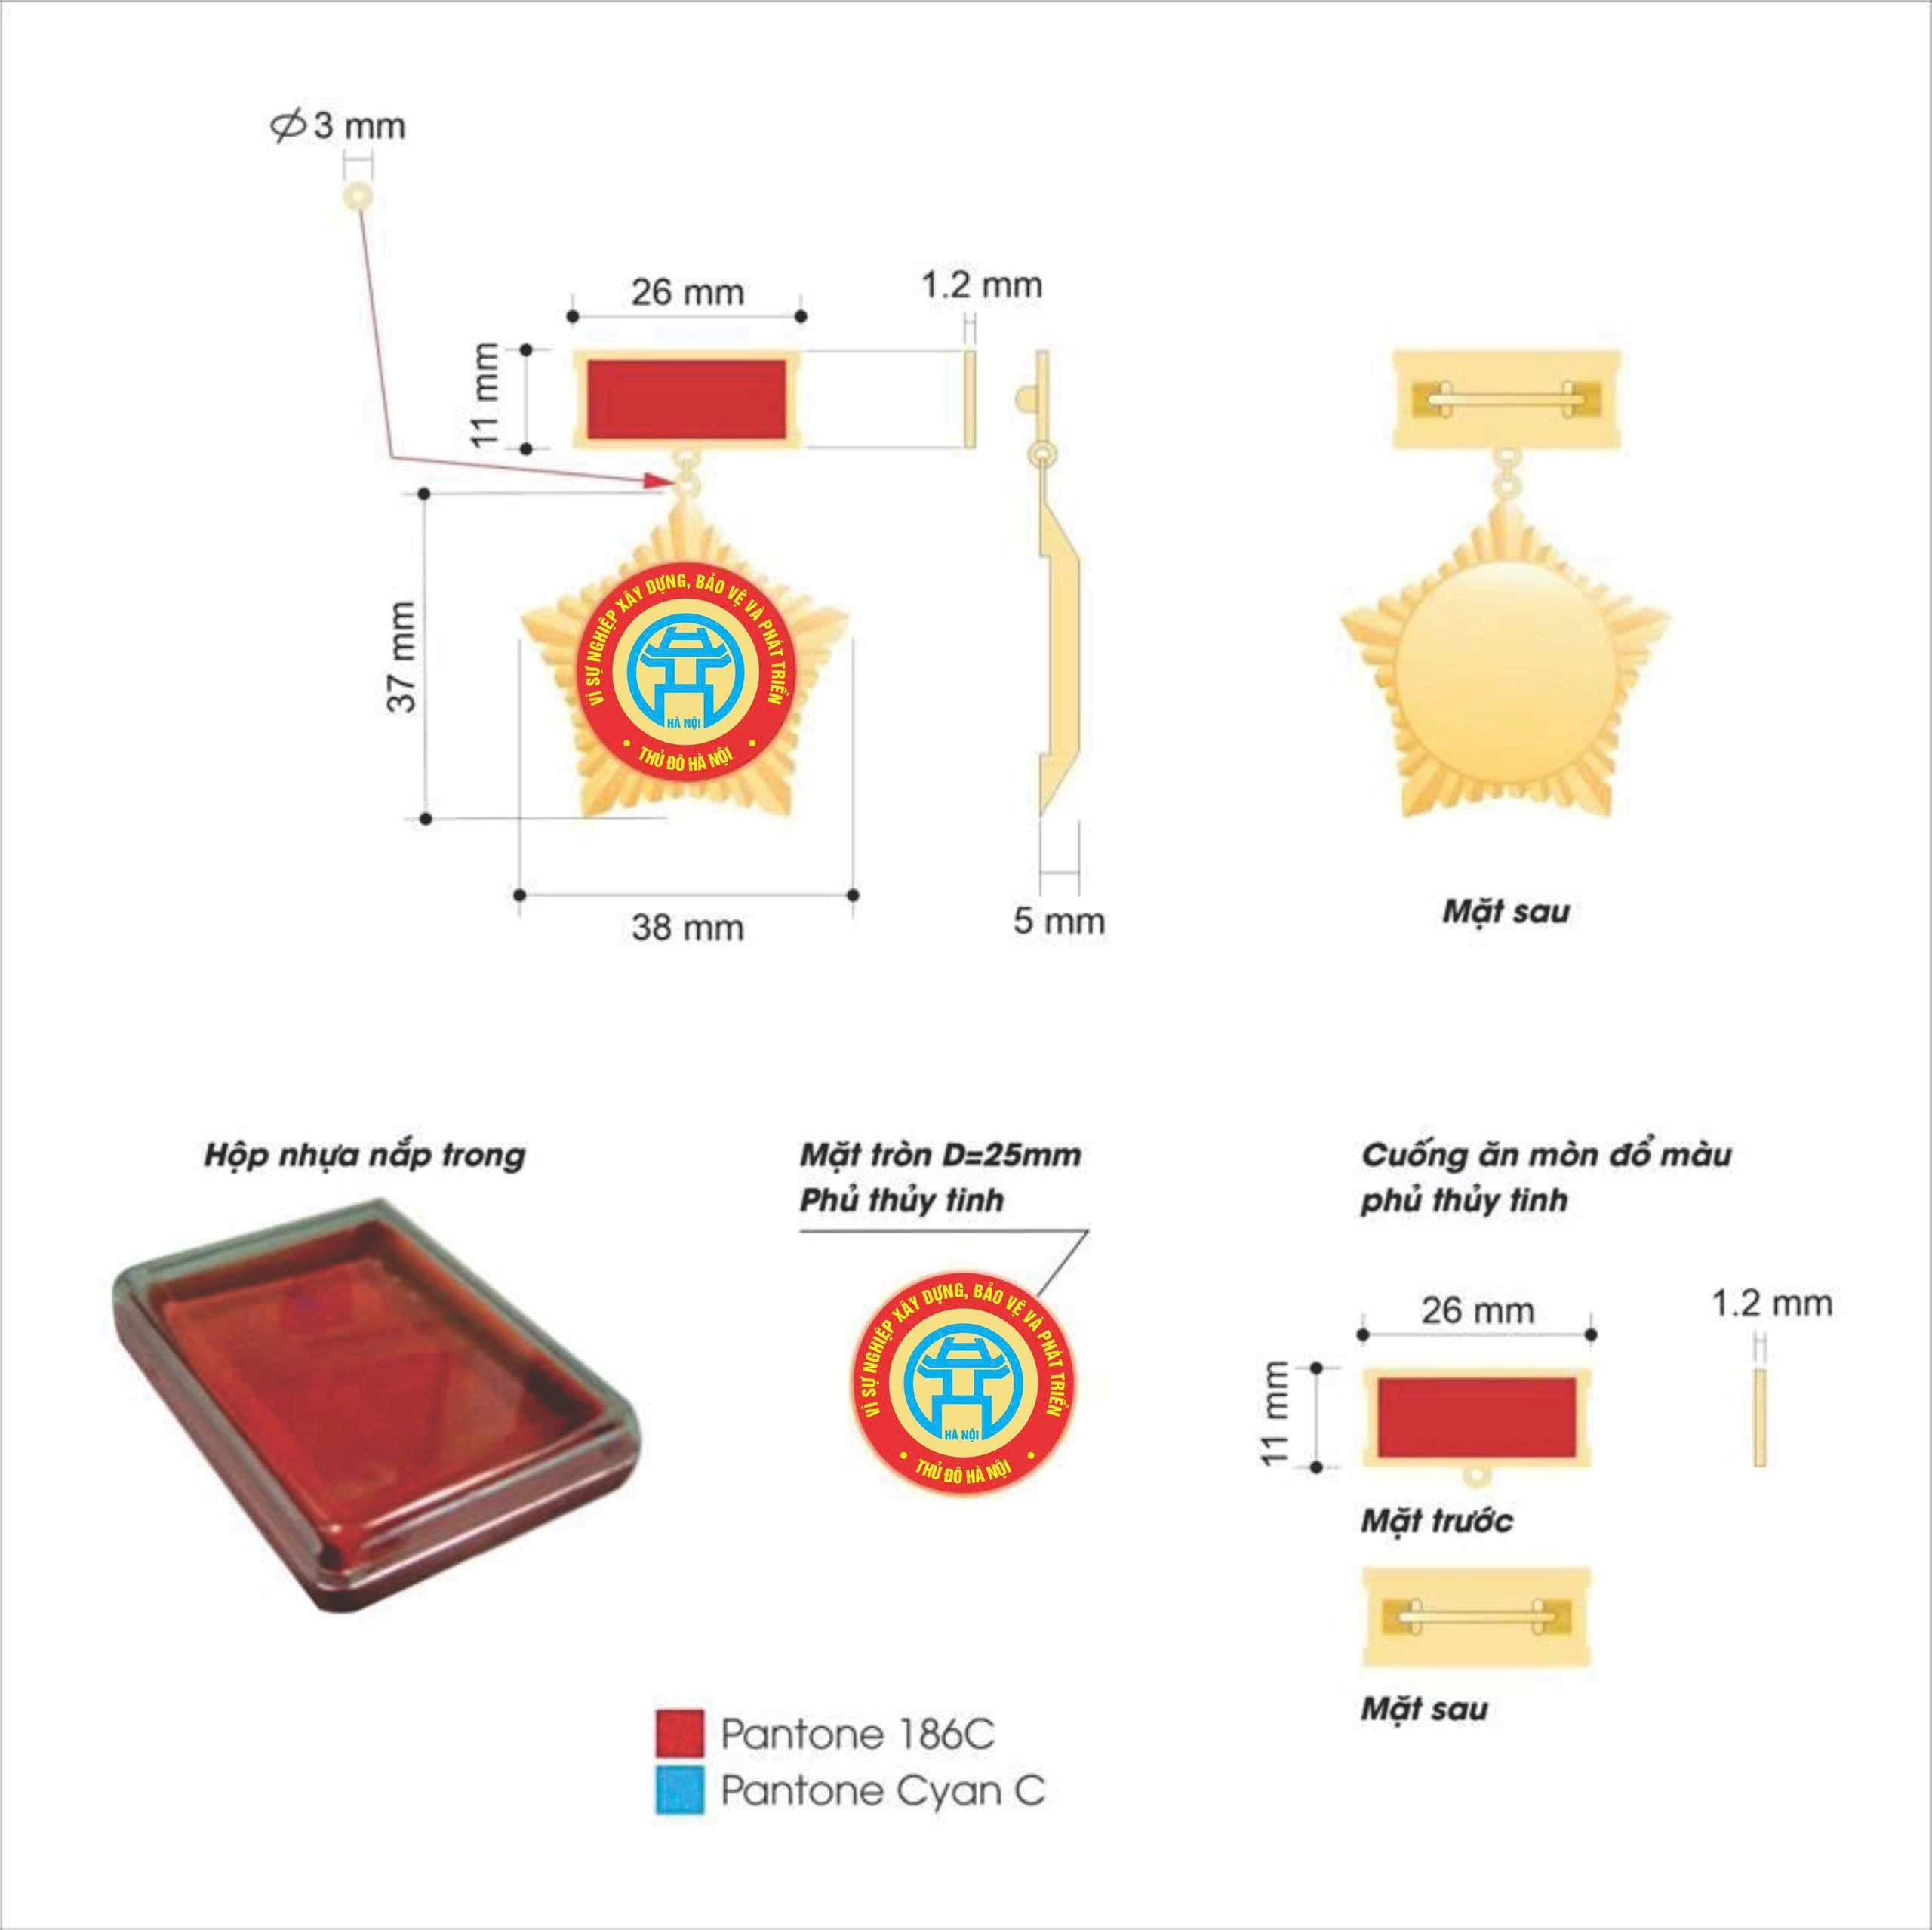 Ø 3 mm
26 mm
1.2 mm
11 mm
37 mm
VÌ SỰ NGHIỆP XÂY DỰNG, BẢO VỆ VÀ PHÁT TRIỂN
HÀ NỘI
• THỦ ĐÔ HÀ NỘI •
38 mm
5 mm
Mặt sau
Hộp nhựa nắp trong
Mặt tròn D=25mm
Phủ thủy tinh
VÌ SỰ NGHIỆP XÂY DỰNG, BẢO VỆ VÀ PHÁT TRIỂN
HÀ NỘI
• THỦ ĐÔ HÀ NỘI •
Cuống ăn mòn đổ màu
phủ thủy tinh
26 mm
1.2 mm
11 mm
Mặt trước
Mặt sau
Pantone 186C
Pantone Cyan C